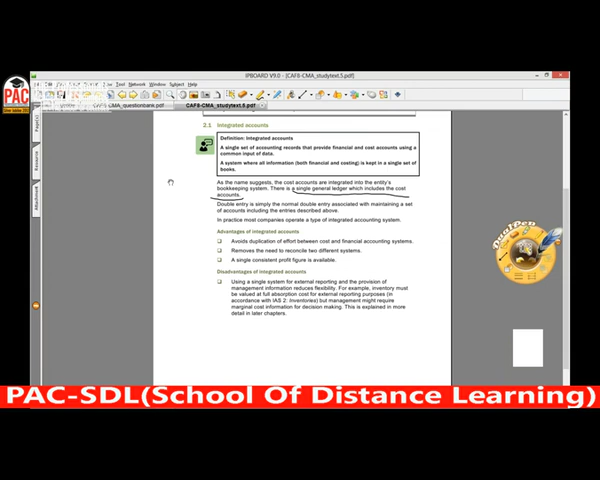 IPBOARD V9.0 - [CAF8-CMA_studytext.5.pdf]
Tool Network Window Subject Help
CAF8-CMA_questionbank.pdf
CAF8-CMA_studytext.5.pdf
PAC
2.1 Integrated accounts
Definition: Integrated accounts
A single set of accounting records that provide financial and cost accounts using a
common input of data.
A system where all information (both financial and costing) is kept in a single set of
books.
As the name suggests, the cost accounts are integrated into the entity's
bookkeeping system. There is a single general ledger which includes the cost
accounts.
Double entry is simply the normal double entry associated with maintaining a set
of accounts including the entries described above.
In practice most companies operate a type of integrated accounting system.
Advantages of integrated accounts
Avoids duplication of effort between cost and financial accounting systems.
Removes the need to reconcile two different systems.
A single consistent profit figure is available.
Disadvantages of integrated accounts
Using a single system for external reporting and the provision of
management information reduces flexibility. For example, inventory
must be valued at full absorption cost for external reporting purposes (in
accordance with IAS 2: Inventories) but management might require
marginal cost information for decision making. This is explained in more
detail in later chapters.
Page(s)
Resource
Attachment
DualPen
PAC-SDL(School Of Distance Learning)